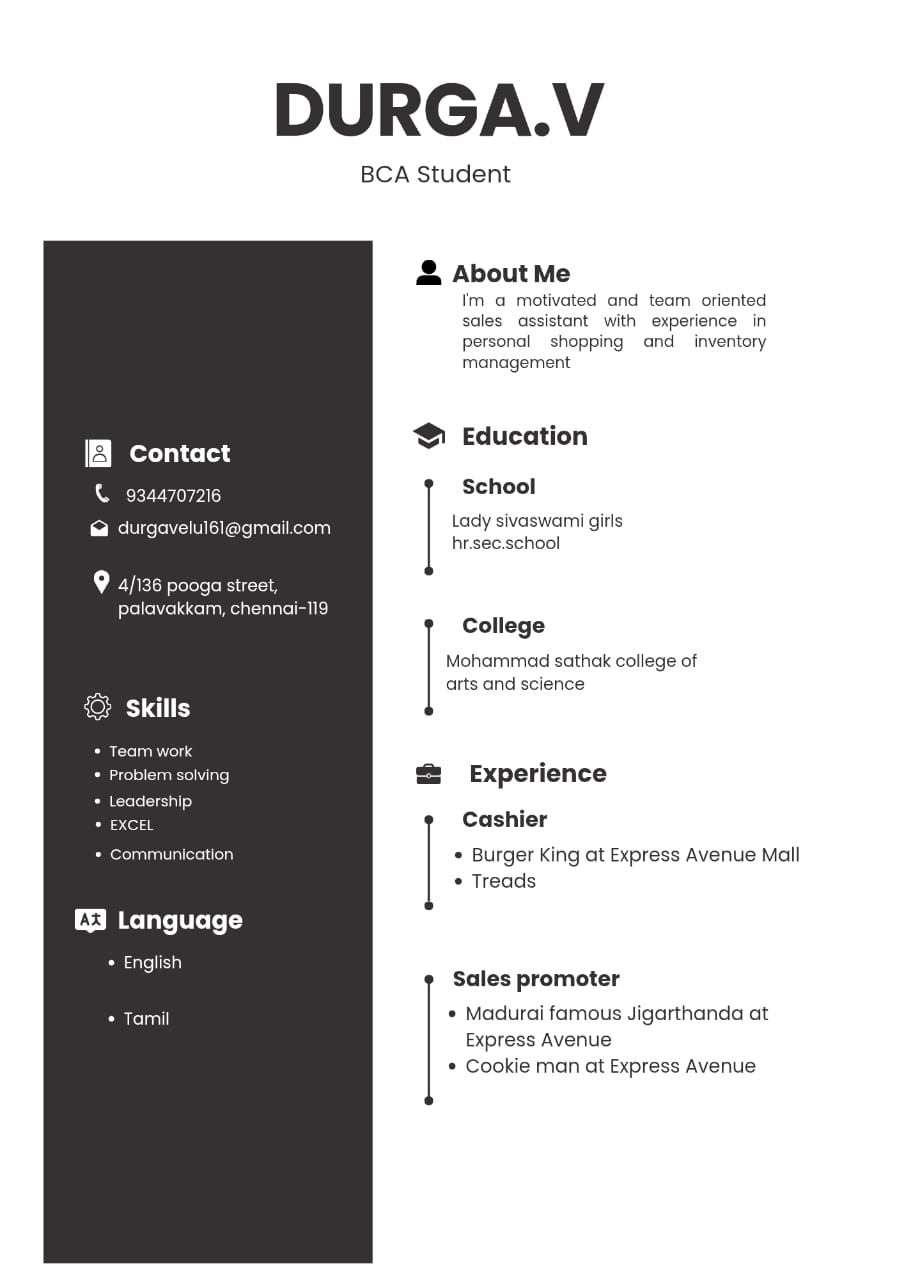 DURGA.V
BCA Student
Contact
9344707216
durgavelu161@gmail.com
4/136 pooga street,
palavakkam, chennai-119
Skills
Team work
Problem solving
Leadership
EXCEL
Communication
Language
English
Tamil
About Me
I'm a motivated and team oriented
sales assistant with experience in
personal shopping and inventory
management
Education
School
Lady sivaswami girls
hr.sec.school
College
Mohammad sathak college of
arts and science
Experience
Cashier
Burger King at Express Avenue Mall
Treads
Sales promoter
Madurai famous Jigarthanda at
Express Avenue
Cookie man at Express Avenue